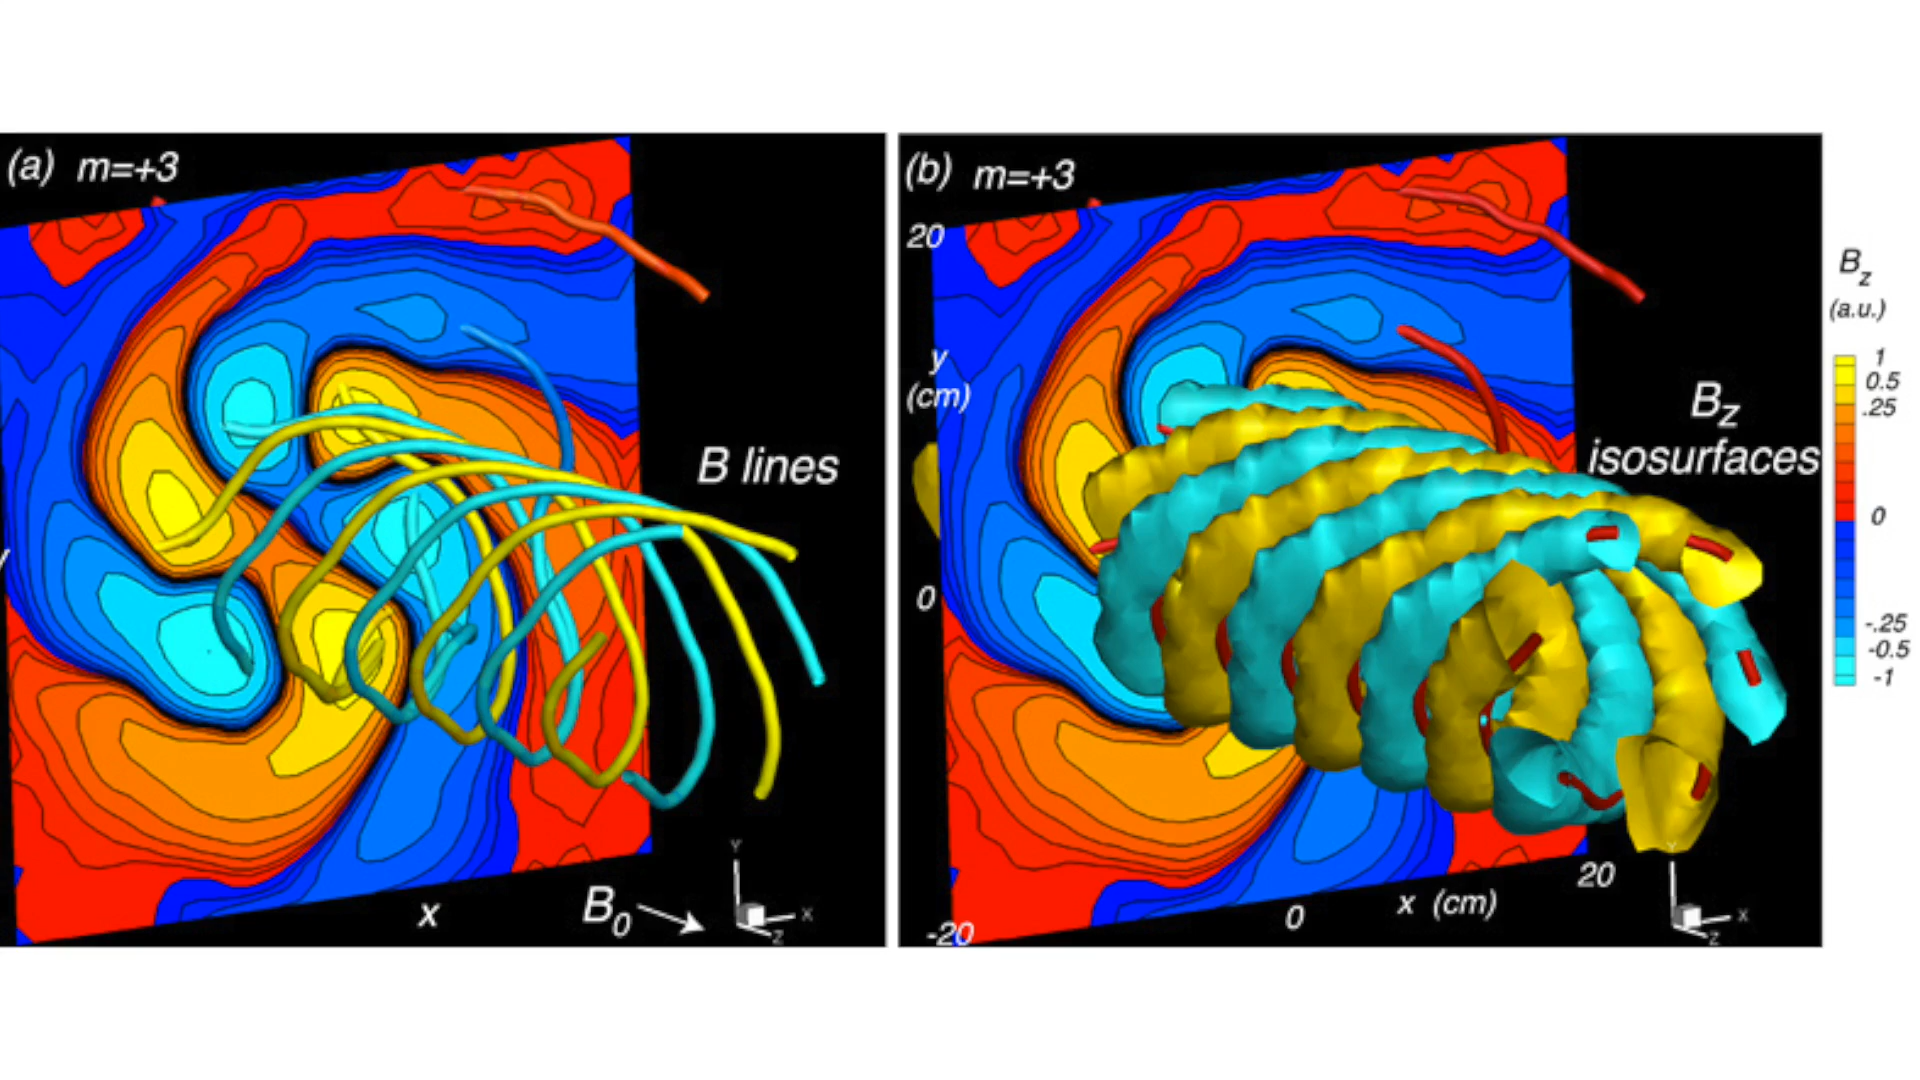 (a) m=+3
B lines
y
x
B0
Y
X
Z
(b) m=+3
20
y
(cm)
0
-20
0
x (cm)
20
Bz
isosurfaces
Y
X
Z
Bz
(a.u.)
1
0.5
.25
0
-.25
-0.5
-1